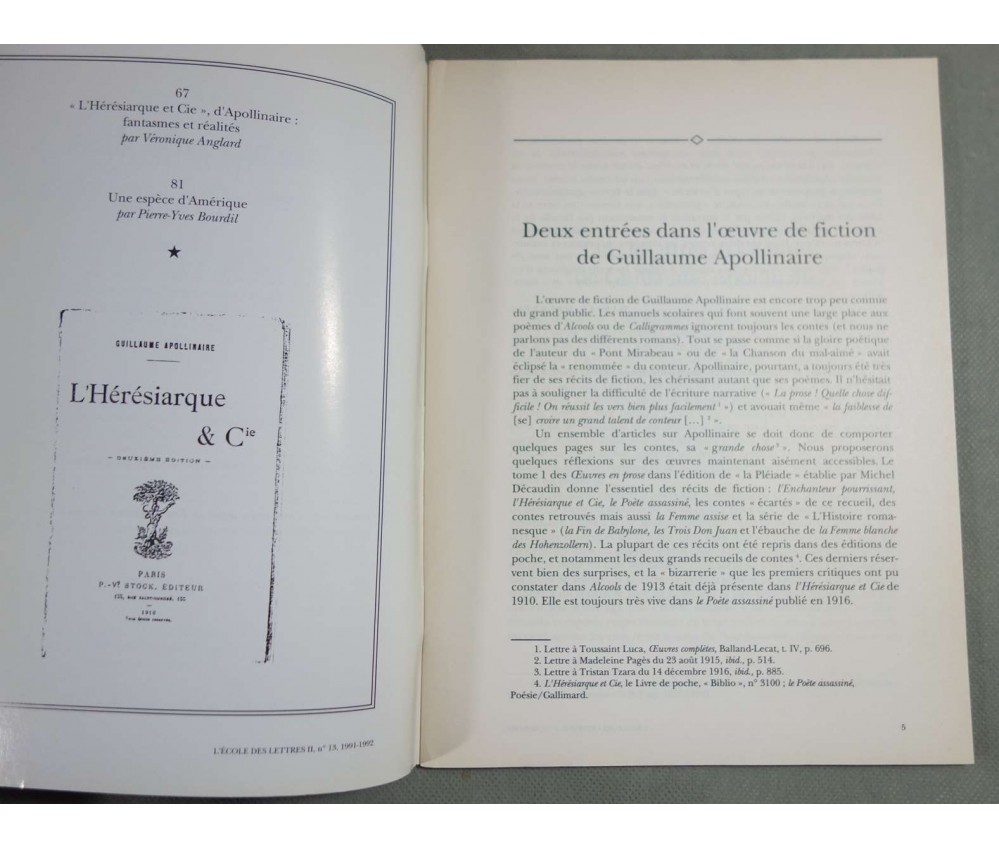 67
« L'Hérésiarque et Cie », d'Apollinaire :
fantasmes et réalités
par Véronique Anglard
81
Une espèce d'Amérique
par Pierre-Yves Bourdil
★
GUILLAUME APOLLINAIRE
L'Hérésiarque
& Cie
— DEUXIÈME ÉDITION —
PARIS
P.-V. STOCK, ÉDITEUR
155, RUE SAINT-HONORÉ, 155
1910
Tous droits réservés.
L'ÉCOLE DES LETTRES II, n° 13, 1991-1992
Deux entrées dans l'œuvre de fiction
de Guillaume Apollinaire
L'œuvre de fiction de Guillaume Apollinaire est encore trop peu connue
du grand public. Les manuels scolaires qui font souvent une large place aux
poèmes d'Alcools ou de Calligrammes ignorent toujours les contes (et nous ne
parlons pas des différents romans). Tout se passe comme si la gloire poétique
de l'auteur du « Pont Mirabeau » ou de « la Chanson du mal-aimé » avait
éclipsé la « renommée » du conteur. Apollinaire, pourtant, a toujours été très
fier de ses récits de fiction, les chérissant autant que ses poèmes. Il n'hésitait
pas à souligner la difficulté de l'écriture narrative (« La prose ! Quelle chose dif-
ficile ! On réussit les vers bien plus facilement ¹ ») et avouait même « la faiblesse de
[se] croire un grand talent de conteur [...] ² ».
Un ensemble d'articles sur Apollinaire se doit donc de comporter
quelques pages sur les contes, sa « grande chose ³ ». Nous proposerons
quelques réflexions sur des œuvres maintenant aisément accessibles. Le
tome 1 des Œuvres en prose dans l'édition de « la Pléiade » établie par Michel
Décaudin donne l'essentiel des récits de fiction : l'Enchanteur pourrissant,
l'Hérésiarque et Cie, le Poète assassiné, les contes « écartés » de ce recueil, des
contes retrouvés mais aussi la Femme assise et la série de « L'Histoire roma-
nesque » (la Fin de Babylone, les Trois Don Juan et l'ébauche de la Femme blanche
des Hohenzollern). La plupart de ces récits ont été repris dans des éditions de
poche, et notamment les deux grands recueils de contes ⁴. Ces derniers réser-
vent bien des surprises, et la « bizarrerie » que les premiers critiques ont pu
constater dans Alcools de 1913 était déjà présente dans l'Hérésiarque et Cie de
1910. Elle est toujours très vive dans le Poète assassiné publié en 1916.
1. Lettre à Toussaint Luca, Œuvres complètes, Balland-Lecat, t. IV, p. 696.
2. Lettre à Madeleine Pagès du 23 août 1915, ibid., p. 514.
3. Lettre à Tristan Tzara du 14 décembre 1916, ibid., p. 885.
4. L'Hérésiarque et Cie, le Livre de poche, « Biblio », n° 3100 ; le Poète assassiné,
Poésie/Gallimard.
5